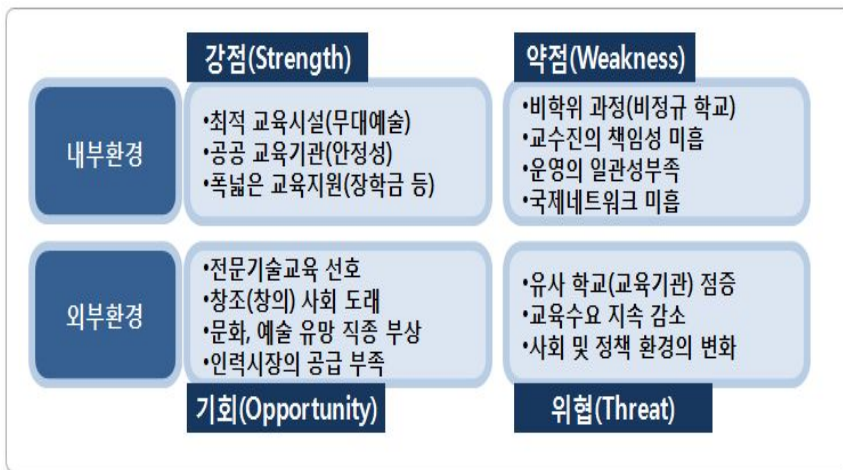 강점(Strength)
약점(Weakness)
내부환경
•최적 교육시설(무대예술)
•공공 교육기관(안정성)
•폭넓은 교육지원(장학금 등)
•비학위 과정(비정규 학교)
•교수진의 책임성 미흡
•운영의 일관성부족
•국제네트워크 미흡
외부환경
•전문기술교육 선호
•창조(창의) 사회 도래
•문화, 예술 유망 직종 부상
•인력시장의 공급 부족
•유사 학교(교육기관) 점증
•교육수요 지속 감소
•사회 및 정책 환경의 변화
기회(Opportunity)
위협(Threat)